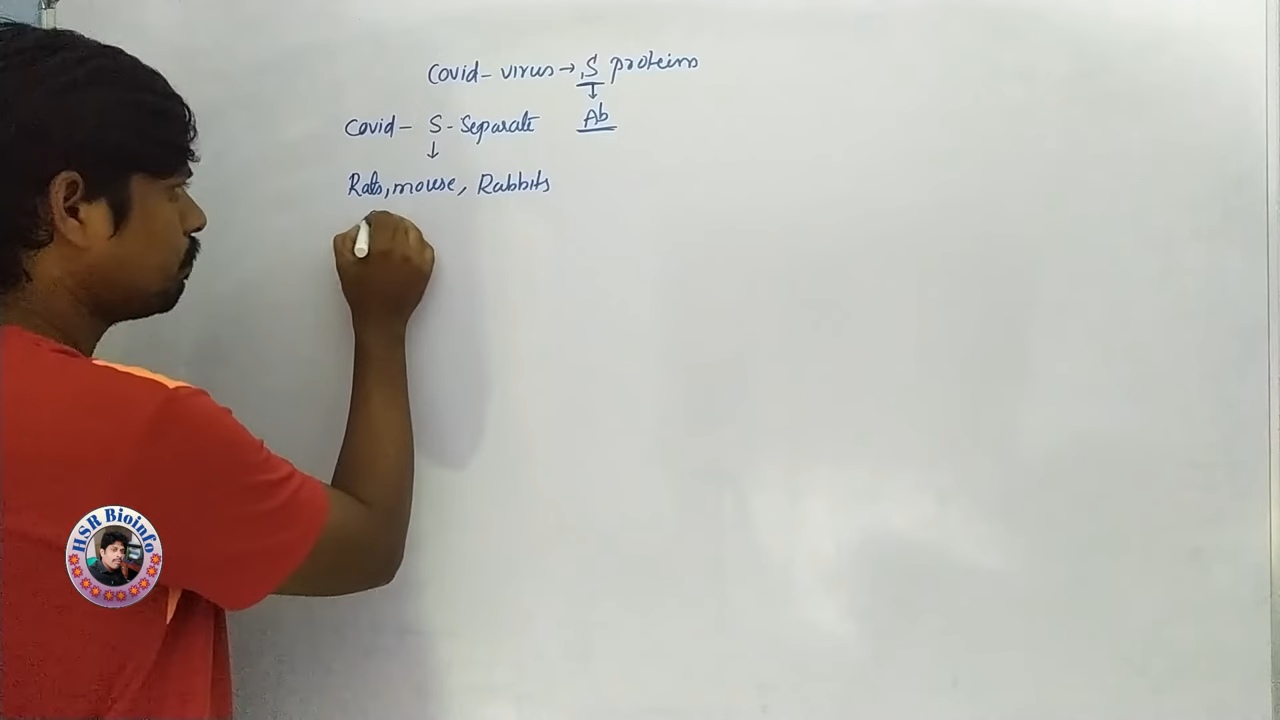 Covid- virus → S proteins
↓
Covid- S- Separate Ab
↓
Rats, mouse, Rabbits
HSR Bioinfo